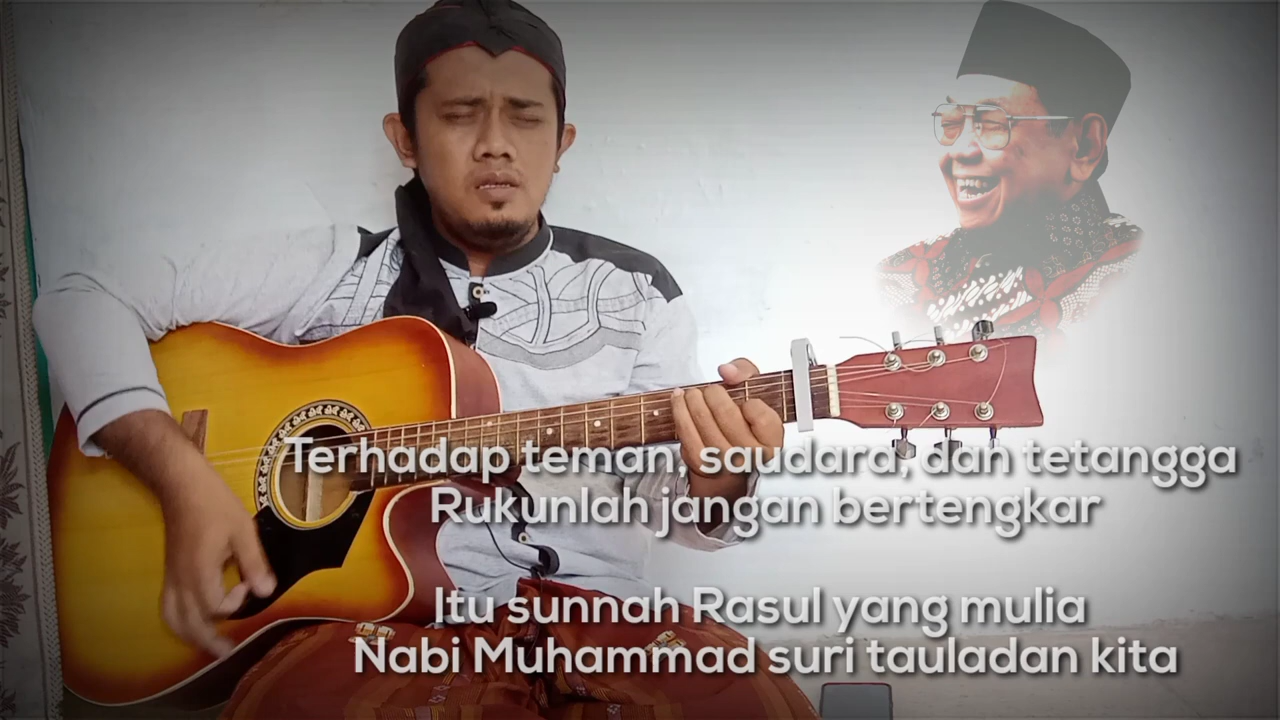 Terhadap teman, saudara, dan tetangga
Rukunlah jangan bertengkar
Itu sunnah Rasul yang mulia
Nabi Muhammad suri tauladan kita